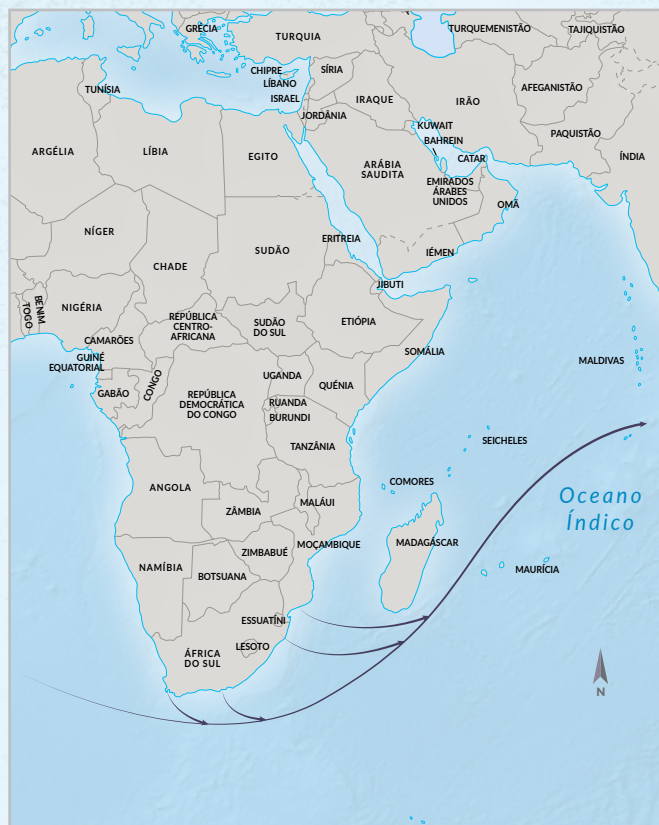 GRÉCIA
TURQUIA
TURQUEMENISTÃO
TAJIQUISTÃO
CHIPRE
SÍRIA
LÍBANO
ISRAEL
TUNÍSIA
IRAQUE
IRÃO
AFEGANISTÃO
JORDÂNIA
KUWAIT
BAHREIN
PAQUISTÃO
ARGÉLIA
LÍBIA
EGITO
ARÁBIA
SAUDITA
CATAR
ÍNDIA
EMIRADOS
ÁRABES
UNIDOS
OMÃ
NÍGER
CHADE
SUDÃO
ERITREIA
IÉMEN
JIBUTI
BENIM
TOGO
NIGÉRIA
REPÚBLICA
CENTRO-
AFRICANA
SUDÃO
DO SUL
ETIÓPIA
CAMARÕES
SOMÁLIA
GUINÉ
EQUATORIAL
MALDIVAS
GABÃO
CONGO
UGANDA
QUÉNIA
REPÚBLICA
DEMOCRÁTICA
DO CONGO
RUANDA
BURUNDI
TANZÂNIA
SEICHELES
ANGOLA
COMORES
Oceano
Índico
ZÂMBIA
MALÁUI
MOÇAMBIQUE
MADAGÁSCAR
ZIMBABUÉ
NAMÍBIA
BOTSUANA
MAURÍCIA
ESSUATÍNI
LESOTO
ÁFRICA
DO SUL
N